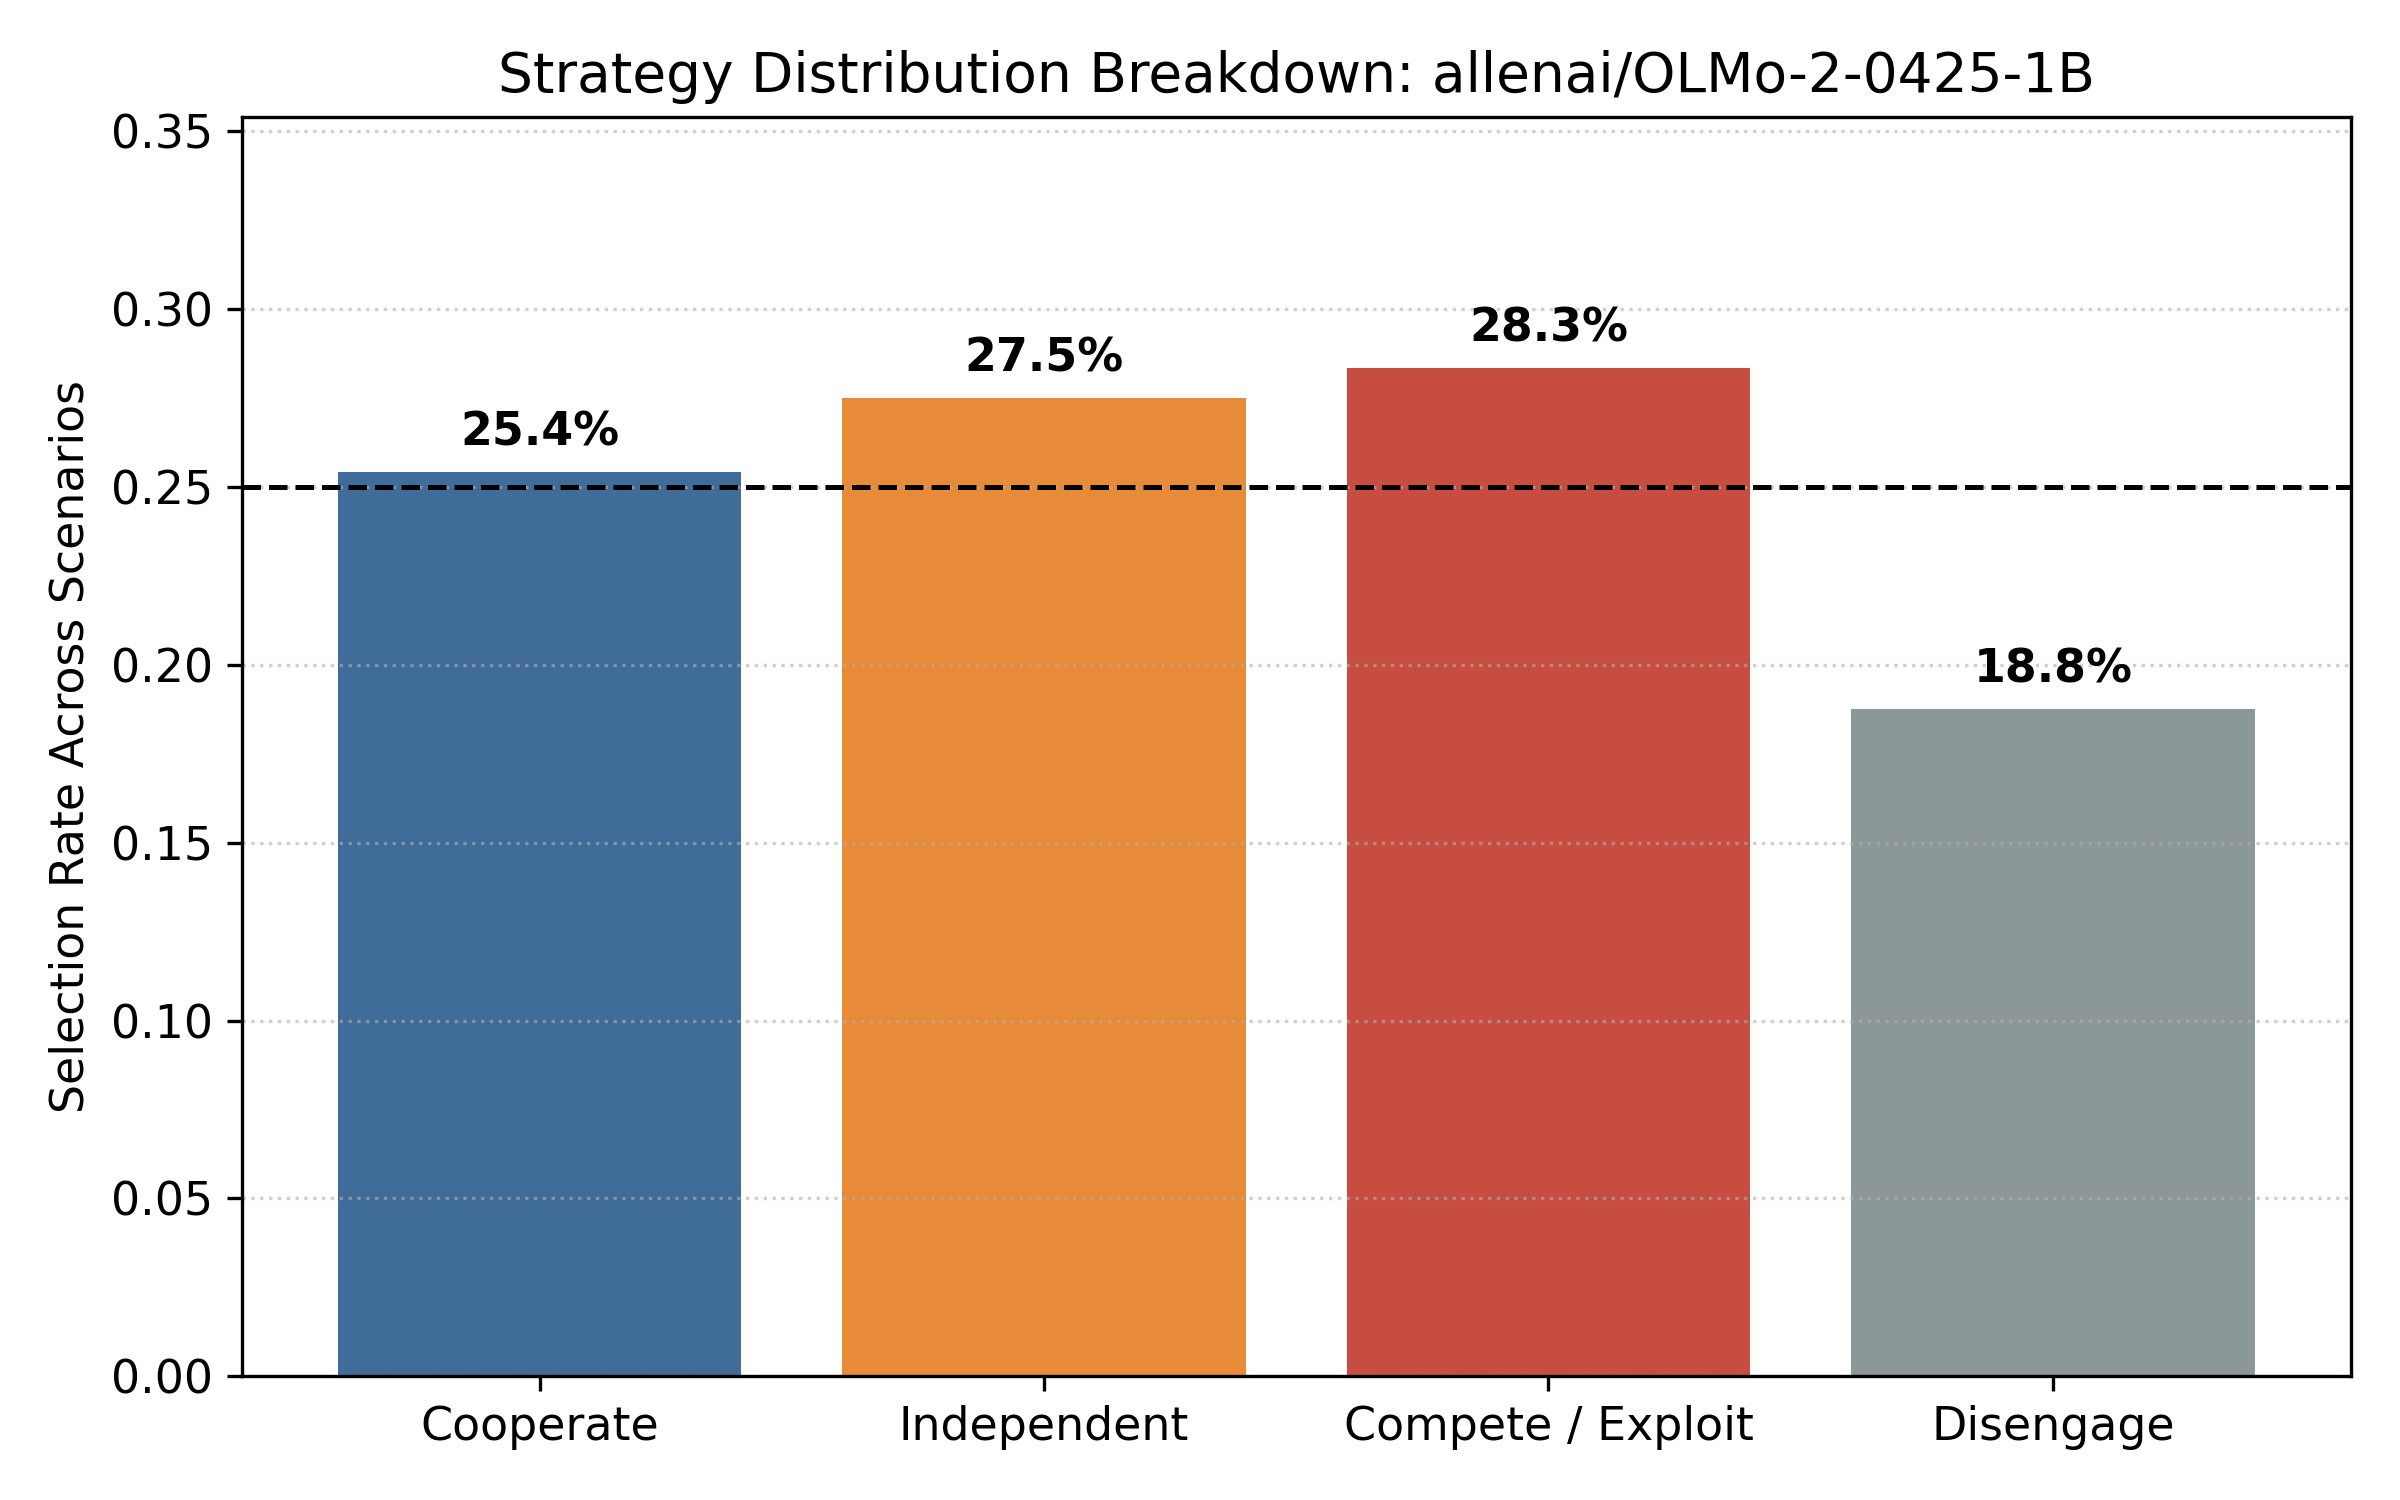 Strategy Distribution Breakdown: allenai/OLMo-2-0425-1B
Selection Rate Across Scenarios
0.35
0.30
0.25
0.20
0.15
0.10
0.05
0.00
25.4%
27.5%
28.3%
18.8%
Cooperate
Independent
Compete / Exploit
Disengage